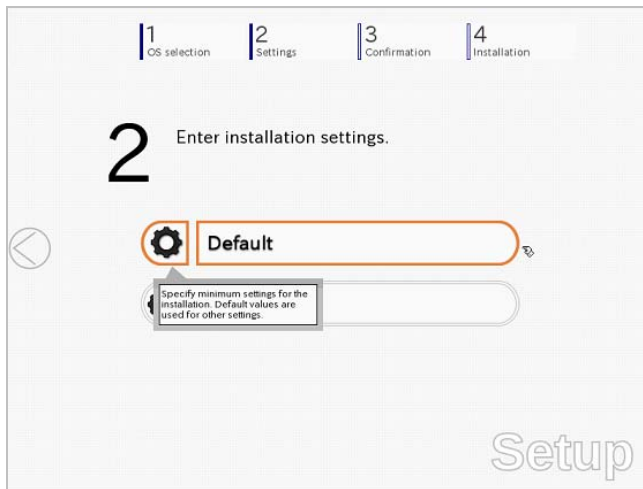 1
OS selection
2
Settings
3
Confirmation
4
Installation
2
Enter installation settings.
Default
Specify minimum settings for the
installation. Default values are
used for other settings.
Setup